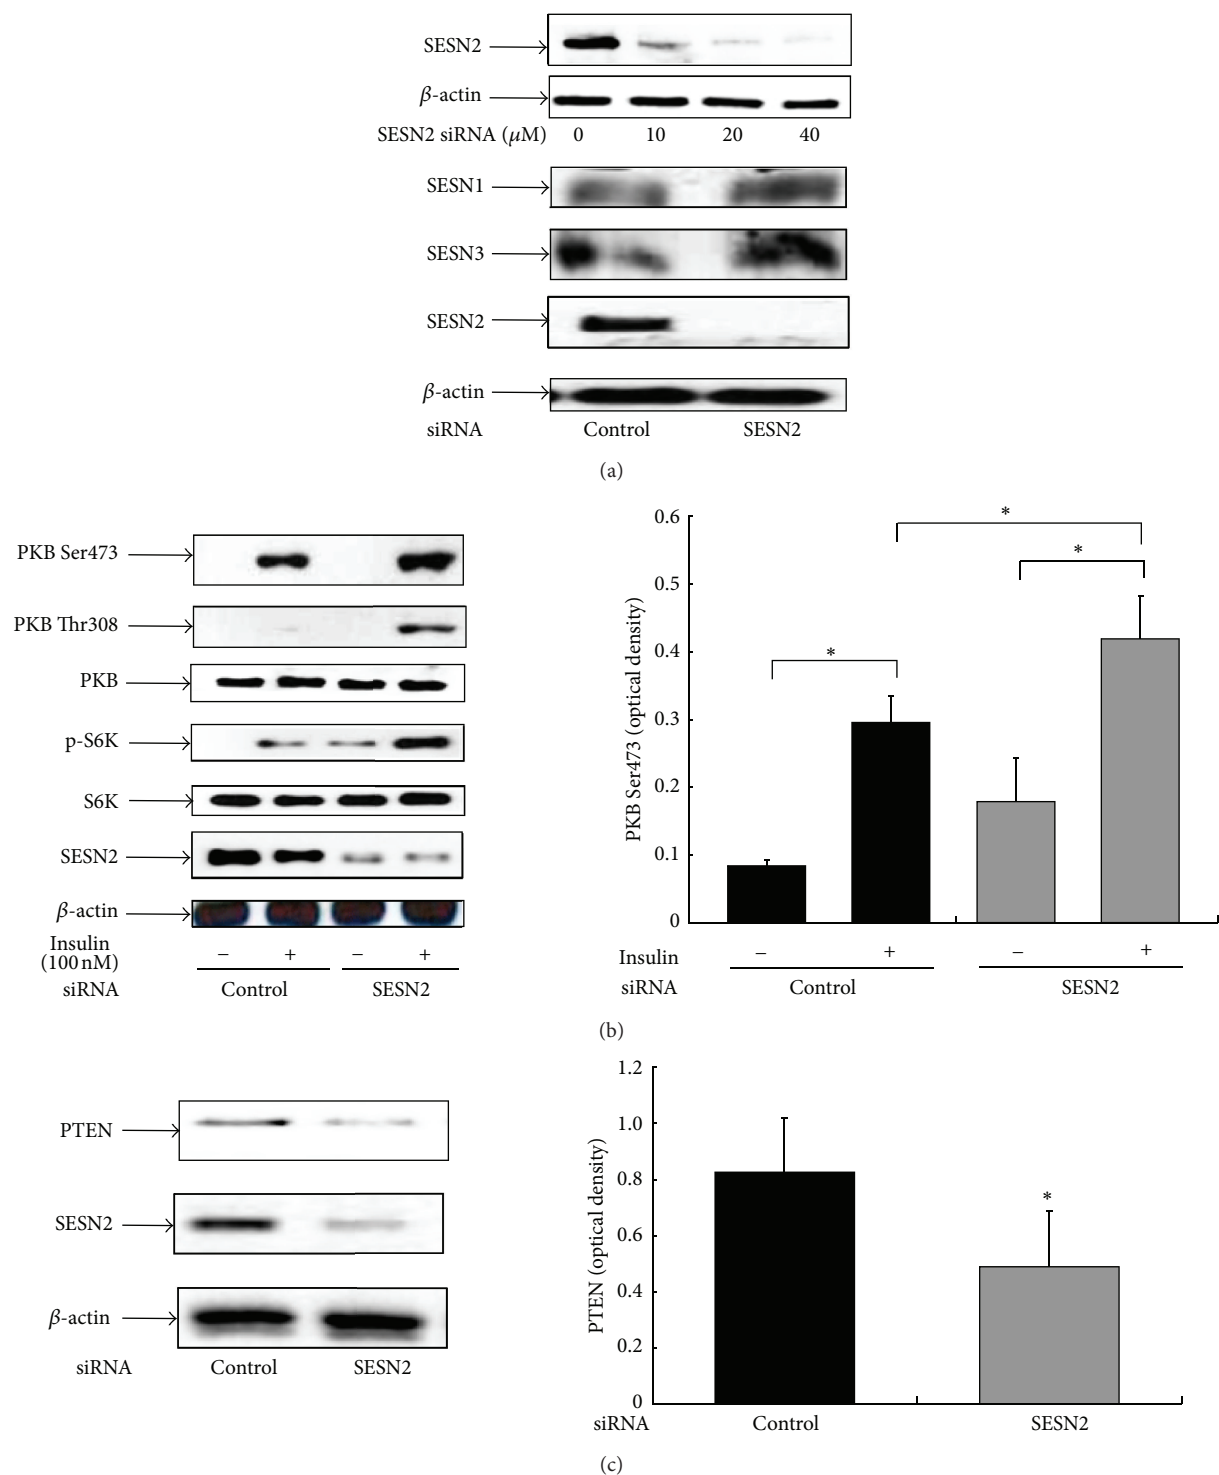 SESN2
β-actin
SESN2 siRNA (μM) 0 10 20 40
SESN1
SESN3
SESN2
β-actin
siRNA Control SESN2
(a)
PKB Ser473
PKB Thr308
PKB
p-S6K
S6K
SESN2
β-actin
Insulin
(100 nM) − + − +
siRNA Control SESN2
PKB Ser473 (optical density)
0.6
0.5
0.4
0.3
0.2
0.1
0
*
*
*
Insulin − + − +
siRNA Control SESN2
(b)
PTEN
SESN2
β-actin
siRNA Control SESN2
PTEN (optical density)
1.2
1.0
0.8
0.6
0.4
0.2
0
*
siRNA Control SESN2
(c)